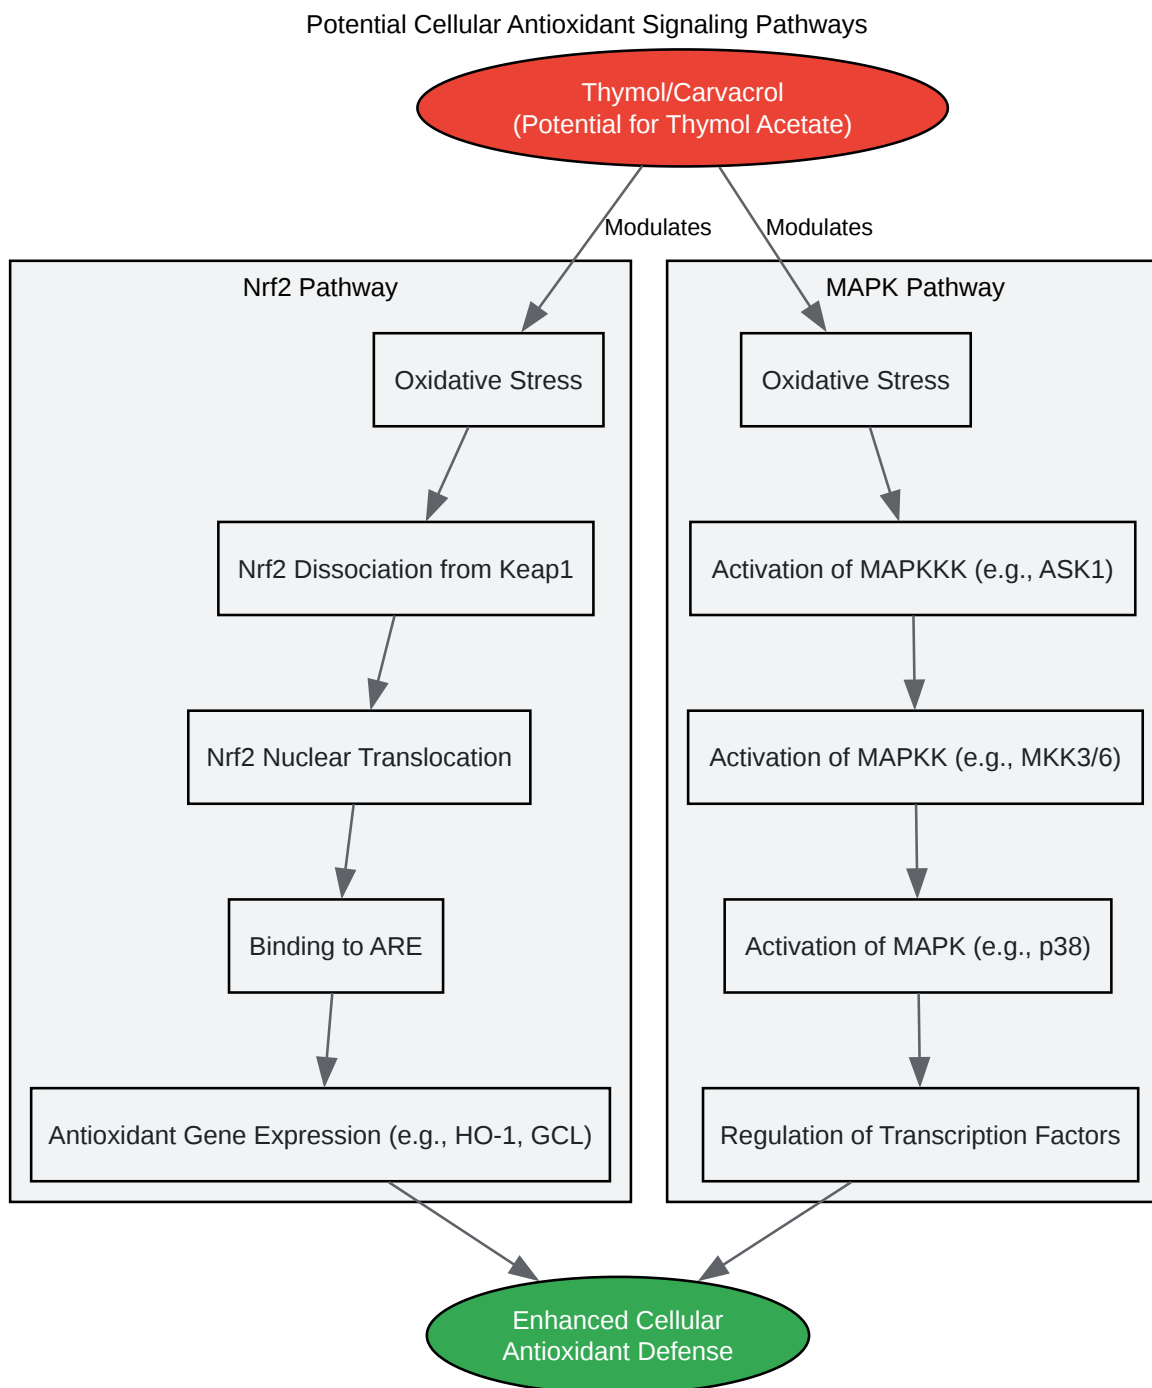 Potential Cellular Antioxidant Signaling Pathways
Thymol/Carvacrol
(Potential for Thymol Acetate)
Modulates
Modulates
Nrf2 Pathway
Oxidative Stress
Nrf2 Dissociation from Keap1
Nrf2 Nuclear Translocation
Binding to ARE
Antioxidant Gene Expression (e.g., HO-1, GCL)
MAPK Pathway
Oxidative Stress
Activation of MAPKKK (e.g., ASK1)
Activation of MAPKK (e.g., MKK3/6)
Activation of MAPK (e.g., p38)
Regulation of Transcription Factors
Enhanced Cellular
Antioxidant Defense